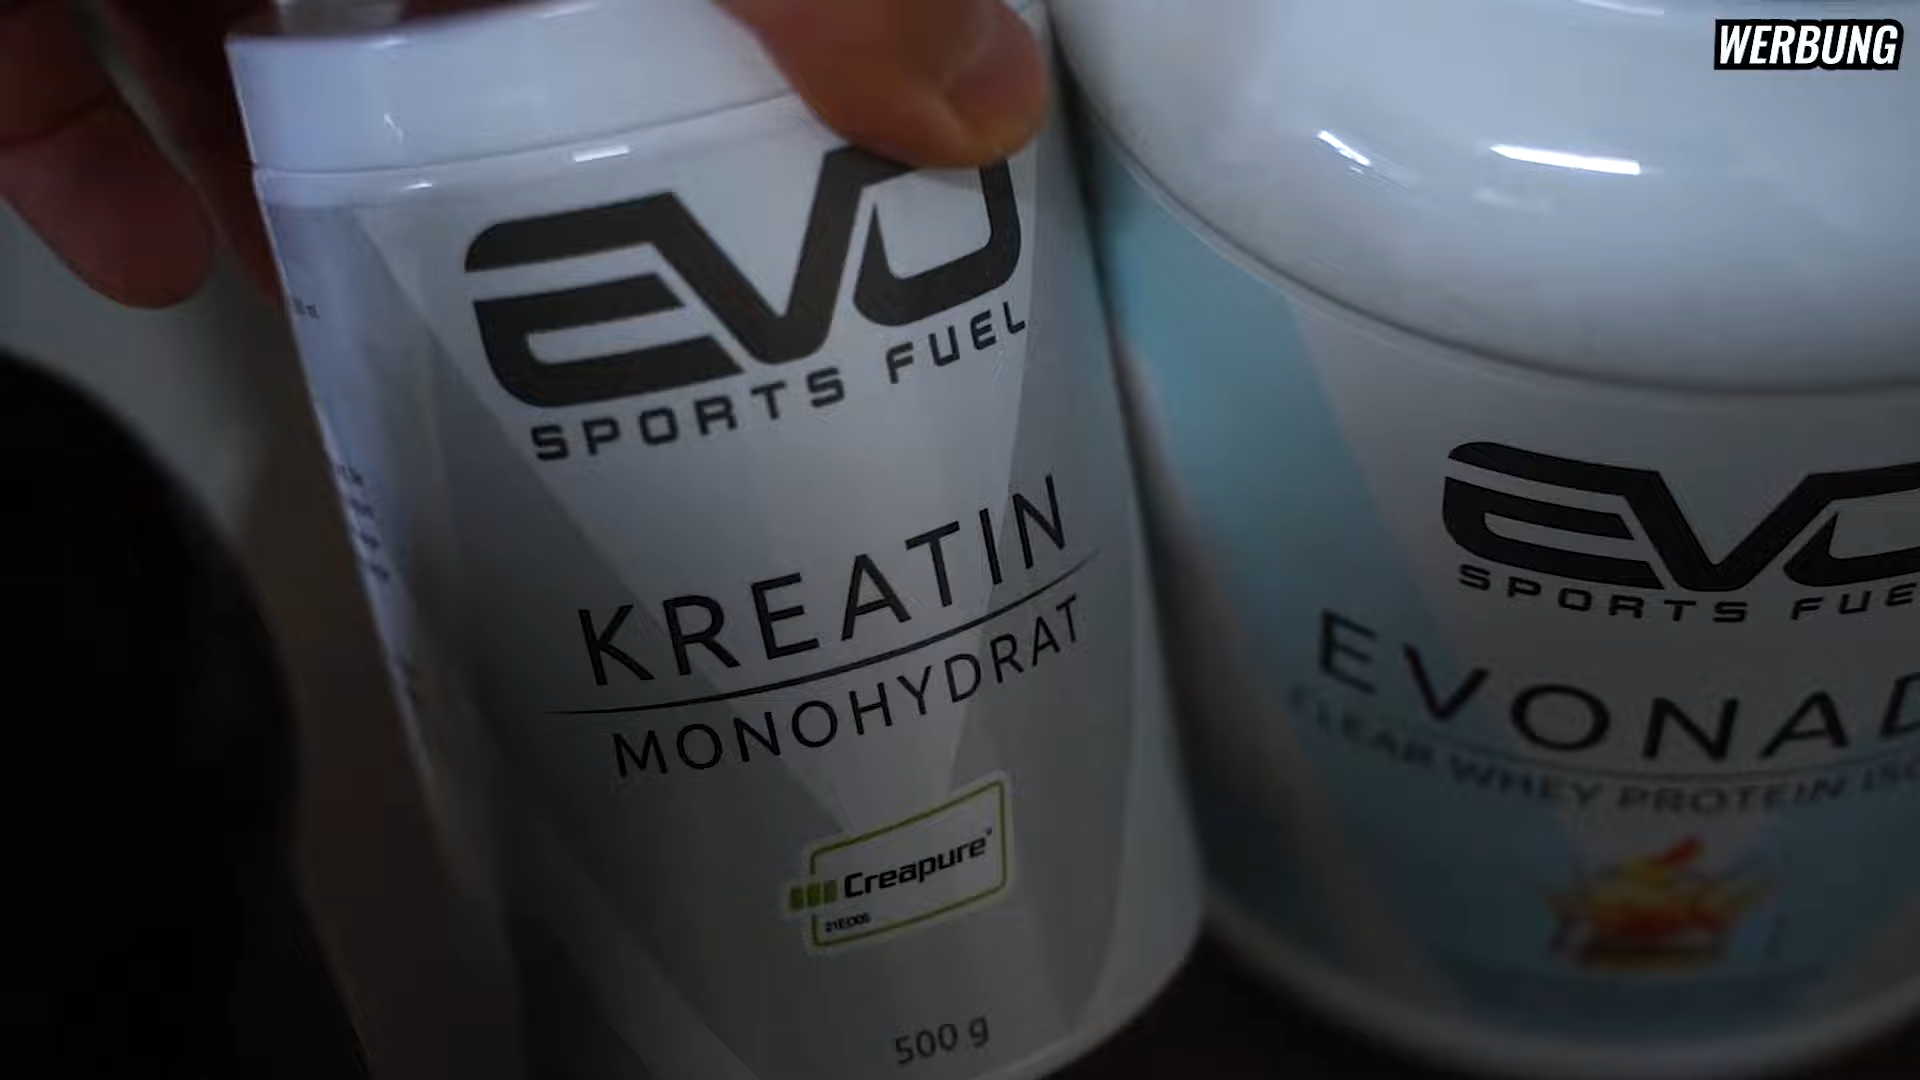 WERBUNG
EVO
SPORTS FUEL
KREATIN
MONOHYDRAT
Creapure®
500 g
EVO
SPORTS FUE
EVONAD
CLEAR WHEY PROTEIN ISO